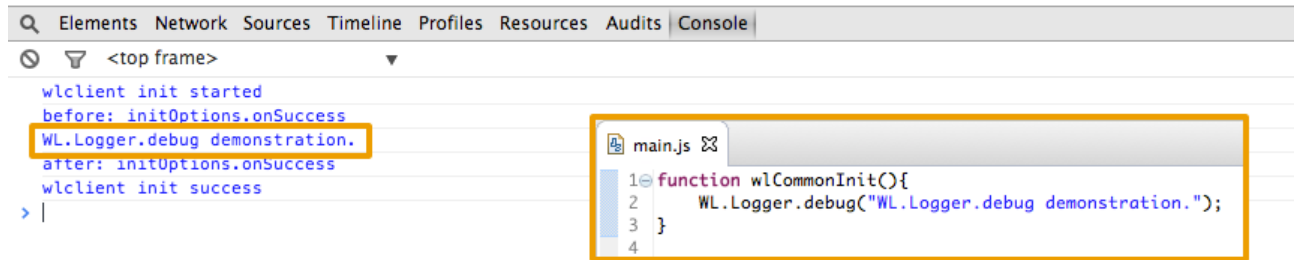 Elements Network Sources Timeline Profiles Resources Audits Console
<top frame> ▼
wlclient init started
before: initOptions.onSuccess
WL.Logger.debug demonstration.
after: initOptions.onSuccess
wlclient init success
>
main.js
1 function wlCommonInit(){
2 WL.Logger.debug("WL.Logger.debug demonstration.");
3 }
4